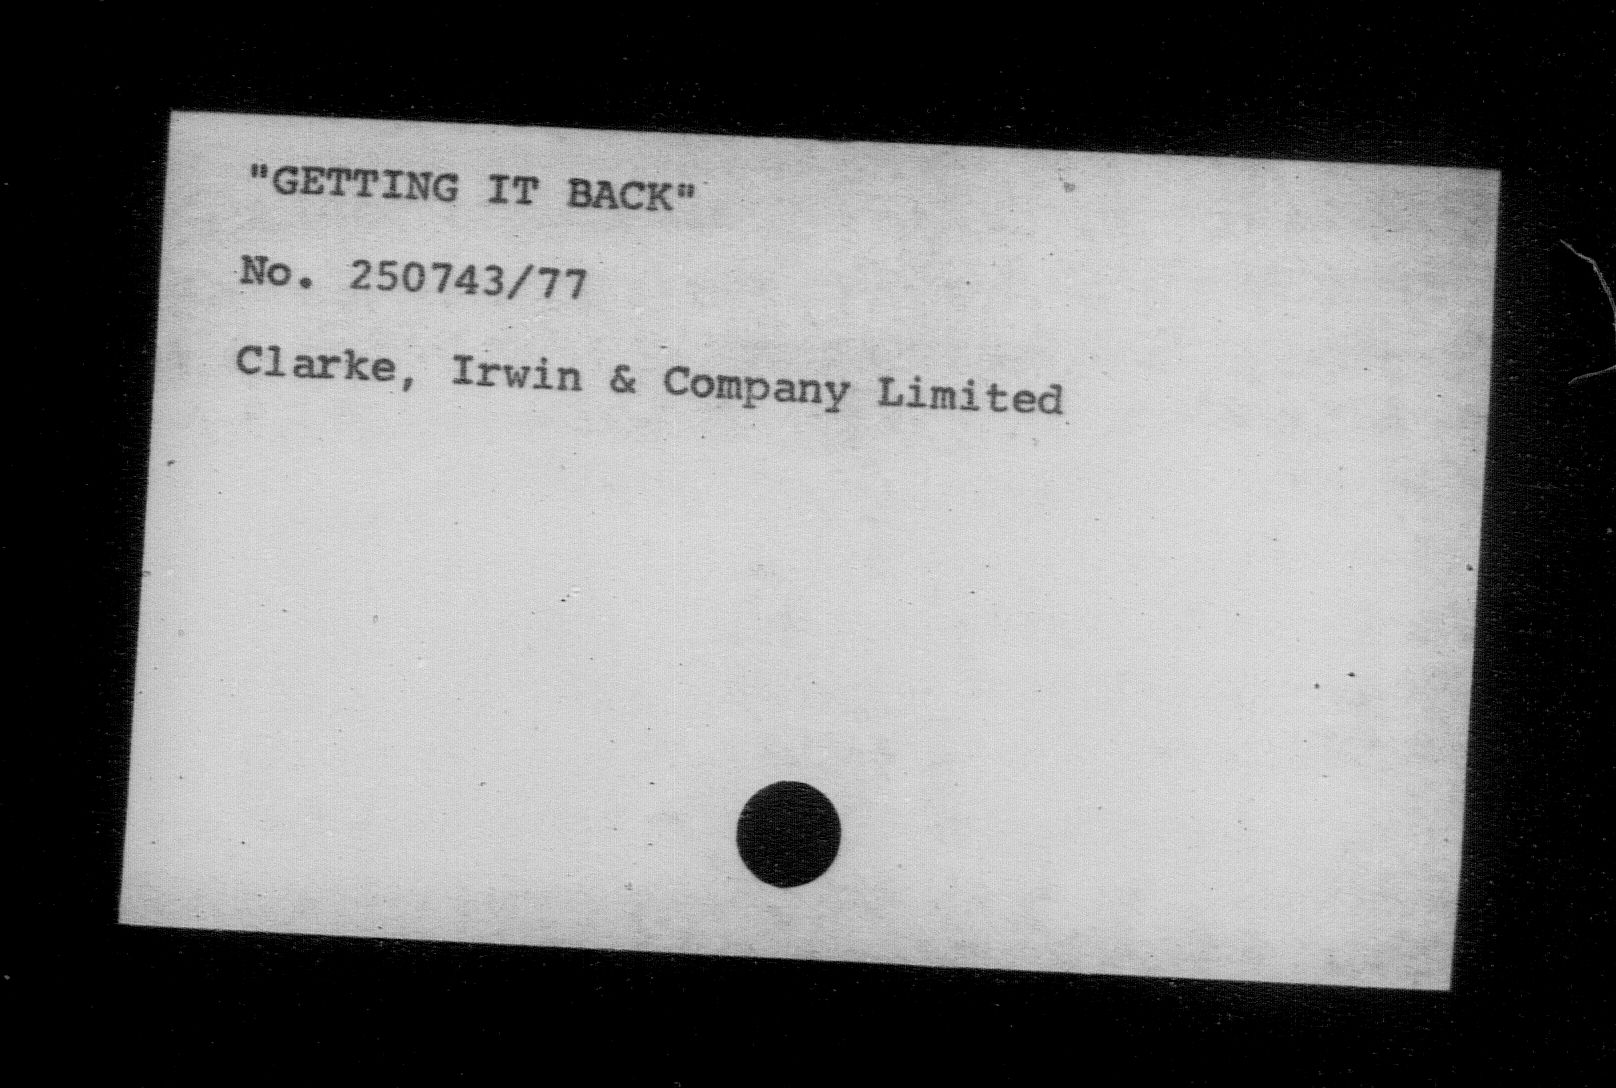 "GETTING IT BACK"
No. 250743/77
Clarke, Irwin & Company Limited